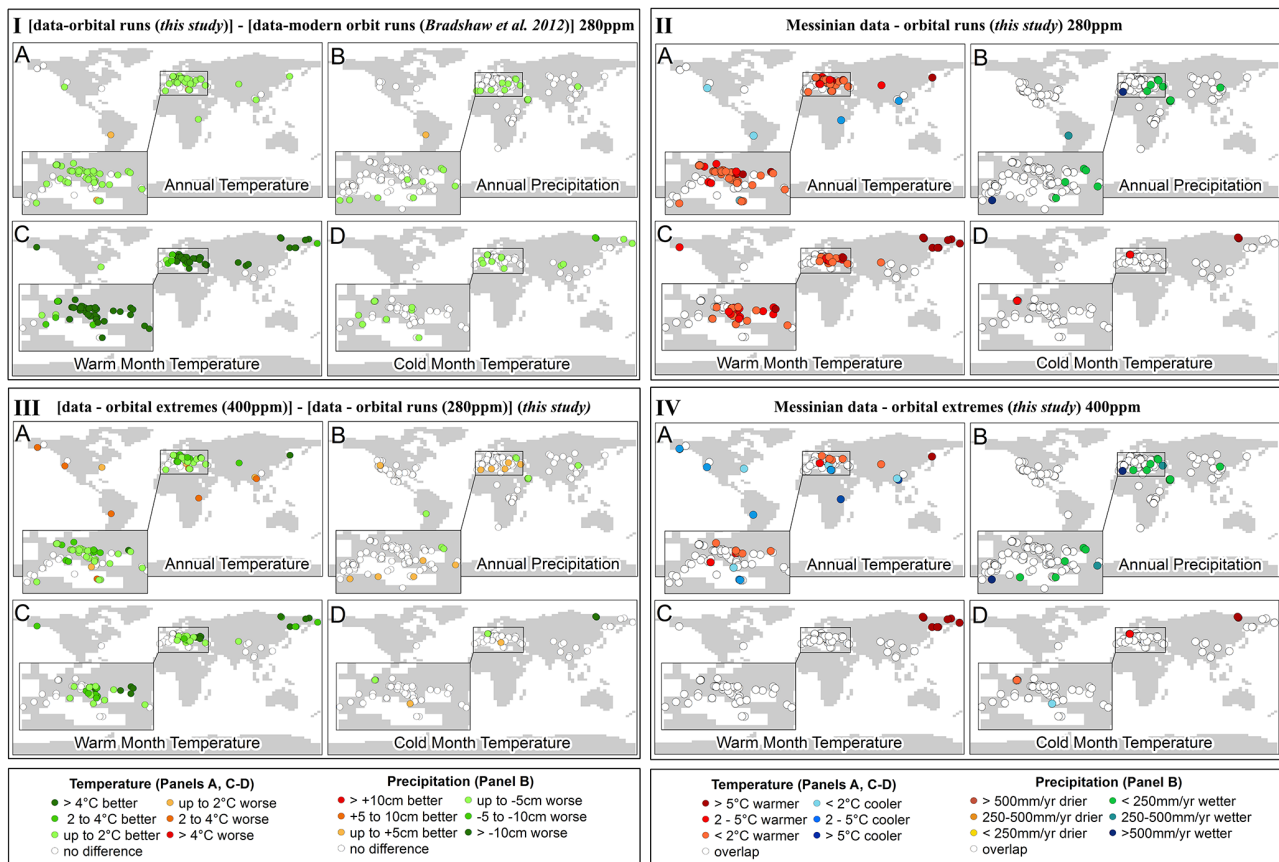 I [data-orbital runs (this study)] - [data-modern orbit runs (Bradshaw et al. 2012)] 280ppm
A
B
Annual Temperature
Annual Precipitation
C
D
Warm Month Temperature
Cold Month Temperature
II Messinian data - orbital runs (this study) 280ppm
A
B
Annual Temperature
Annual Precipitation
C
D
Warm Month Temperature
Cold Month Temperature
III [data - orbital extremes (400ppm)] - [data - orbital runs (280ppm)] (this study)
A
B
Annual Temperature
Annual Precipitation
C
D
Warm Month Temperature
Cold Month Temperature
IV Messinian data - orbital extremes (this study) 400ppm
A
B
Annual Temperature
Annual Precipitation
C
D
Warm Month Temperature
Cold Month Temperature
Temperature (Panels A, C-D)
> 4°C better
2 to 4°C better
up to 2°C better
no difference
up to 2°C worse
2 to 4°C worse
> 4°C worse
Precipitation (Panel B)
> +10cm better
+5 to 10cm better
up to +5cm better
no difference
up to -5cm worse
-5 to -10cm worse
> -10cm worse
Temperature (Panels A, C-D)
> 5°C warmer
2 - 5°C warmer
< 2°C warmer
overlap
< 2°C cooler
2 - 5°C cooler
> 5°C cooler
Precipitation (Panel B)
> 500mm/yr drier
250-500mm/yr drier
< 250mm/yr drier
overlap
< 250mm/yr wetter
250-500mm/yr wetter
>500mm/yr wetter